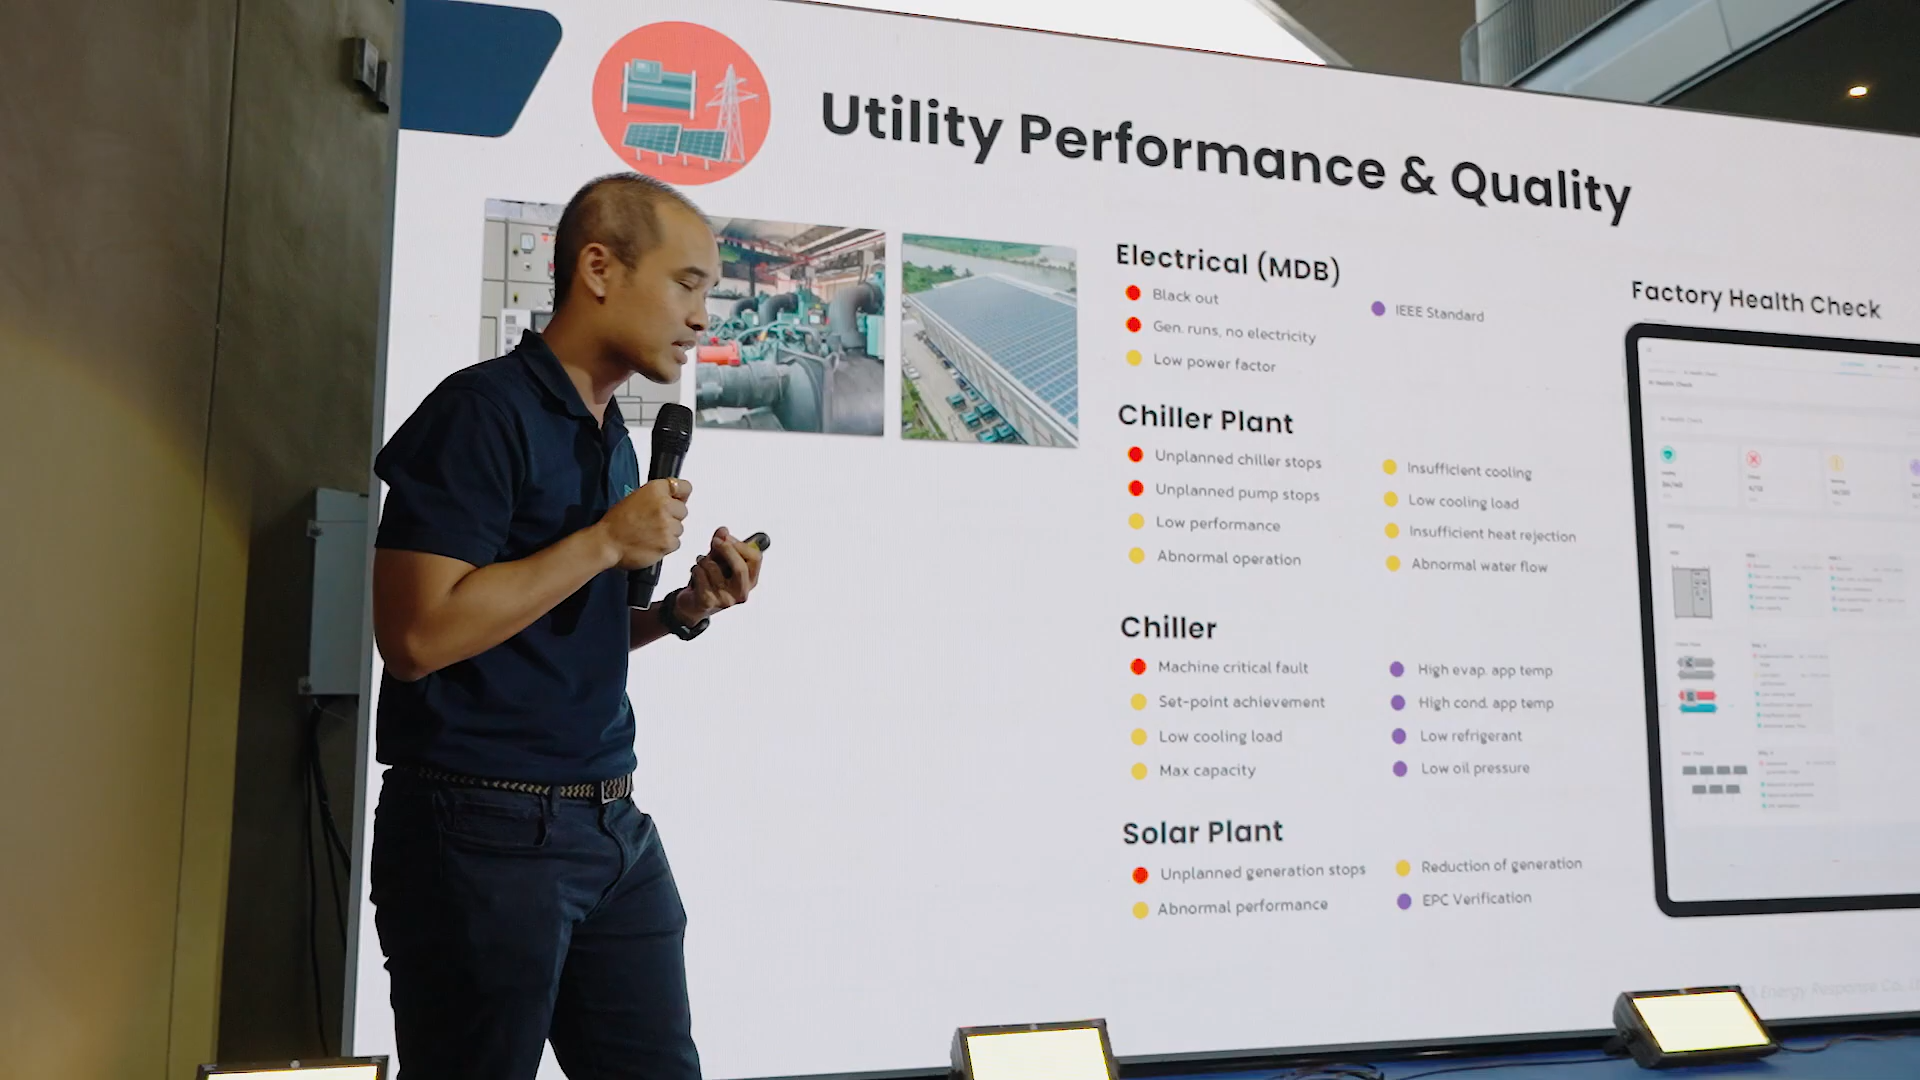 Utility Performance & Quality
Electrical (MDB)
Black out
Gen. runs, no electricity
Low power factor
IEEE Standard
Chiller Plant
Unplanned chiller stops
Unplanned pump stops
Low performance
Abnormal operation
Insufficient cooling
Low cooling load
Insufficient heat rejection
Abnormal water flow
Chiller
Machine critical fault
Set-point achievement
Low cooling load
Max capacity
High evap. app temp
High cond. app temp
Low refrigerant
Low oil pressure
Solar Plant
Unplanned generation stops
Abnormal performance
Reduction of generation
EPC Verification
Factory Health Check
Energy Response Co.,